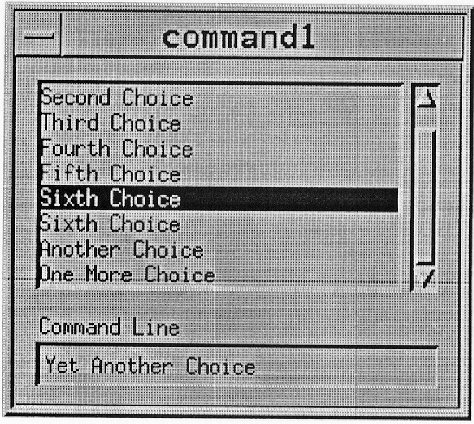 command1
Second Choice
Third Choice
Fourth Choice
Fifth Choice
Sixth Choice
Sixth Choice
Another Choice
One More Choice
Command Line
Yet Another Choice